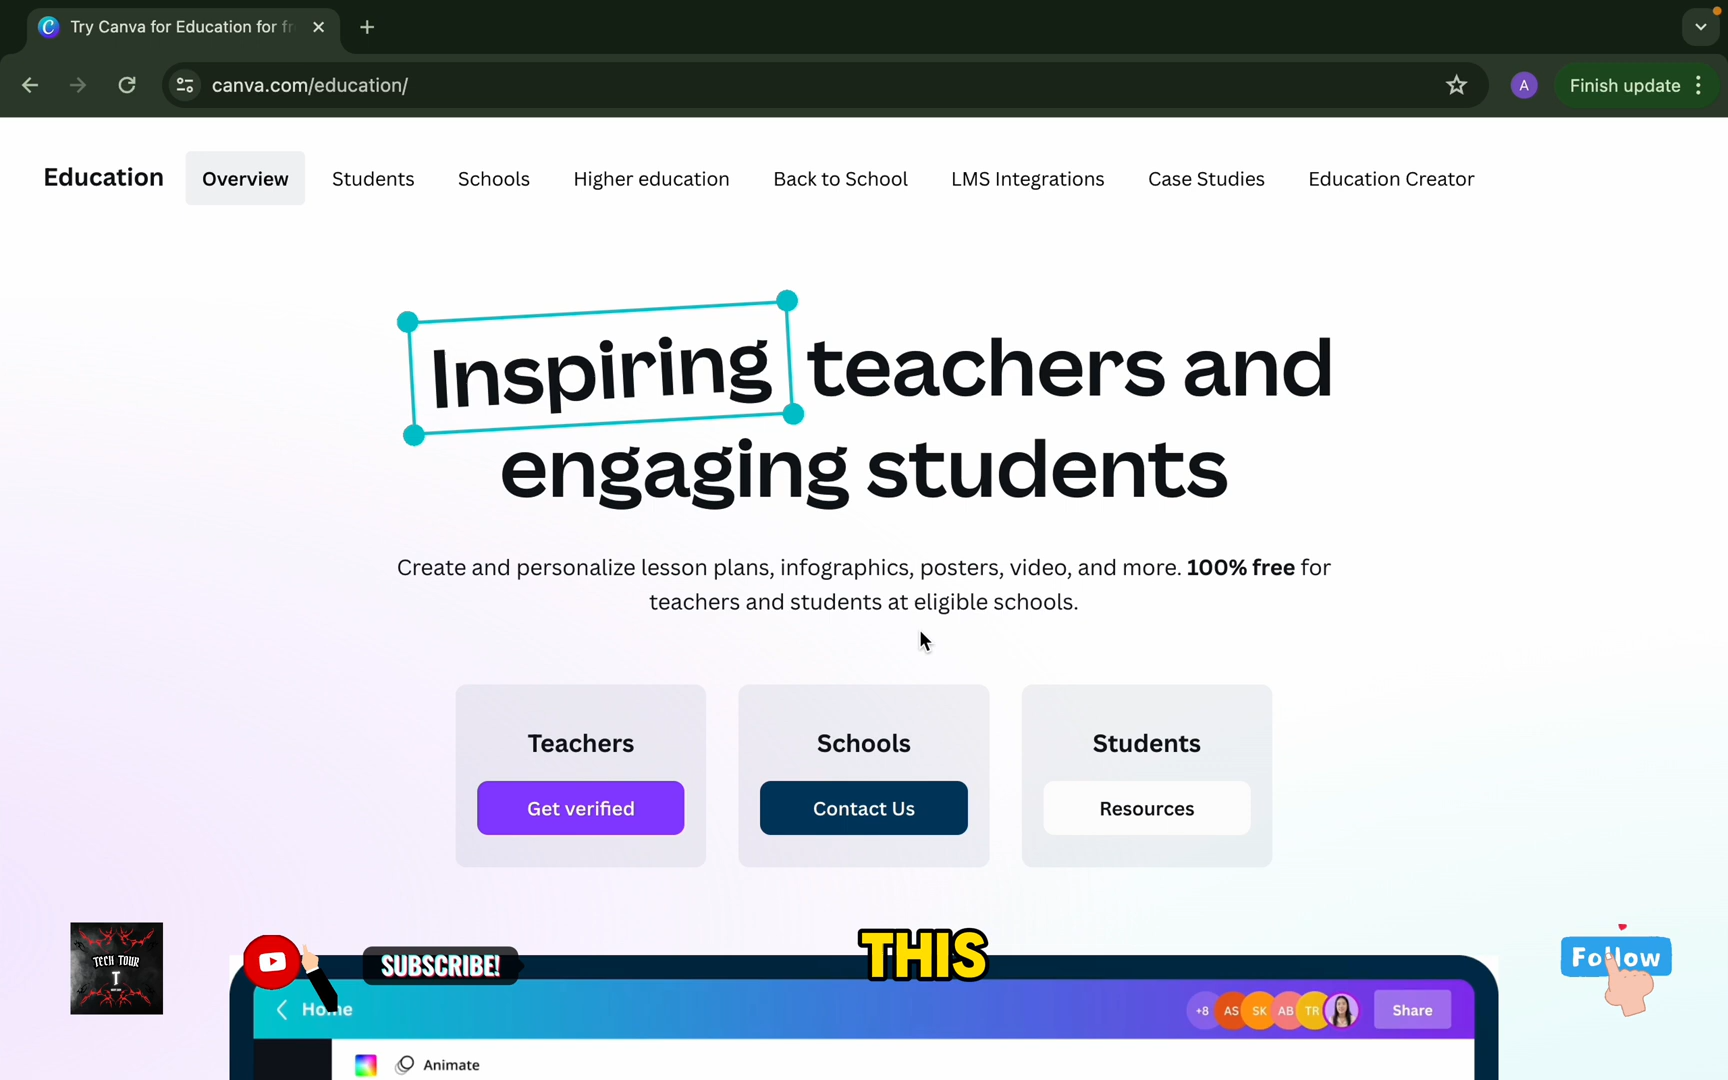 Try Canva for Education for fr
canva.com/education/
A
Finish update
Education
Overview
Students
Schools
Higher education
Back to School
LMS Integrations
Case Studies
Education Creator
Inspiring teachers and
engaging students
Create and personalize lesson plans, infographics, posters, video, and more. 100% free for
teachers and students at eligible schools.
Teachers
Get verified
Schools
Contact Us
Students
Resources
TECH TOUR
T
SUBSCRIBE!
THIS
Follow
Home
+8
AS
SK
AB
TR
Share
Animate